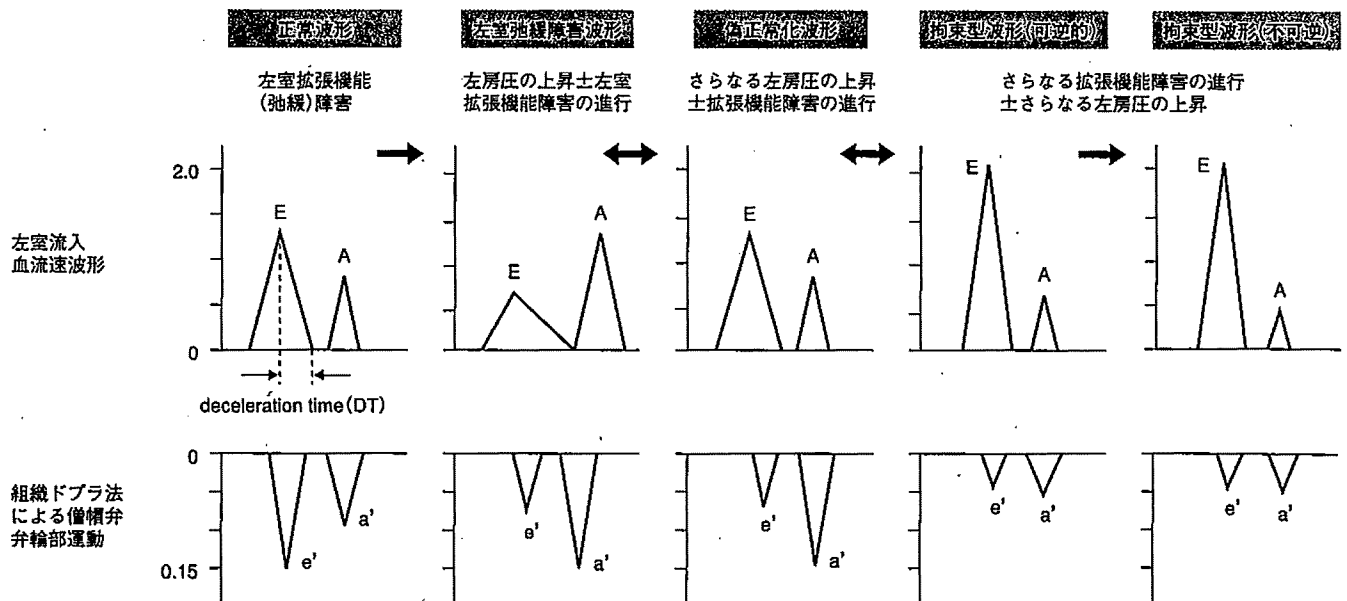 正常波形
左室弛緩障害波形
偽正常化波形
拘束型波形(可逆的)
拘束型波形(不可逆)
左室拡張機能
(弛緩)障害
左房圧の上昇±左室
拡張機能障害の進行
さらなる左房圧の上昇
±拡張機能障害の進行
さらなる拡張機能障害の進行
±さらなる左房圧の上昇
左室流入
血流速波形
2.0
0
E
A
E
A
E
A
E
A
E
A
deceleration time(DT)
組織ドプラ法
による僧帽弁
弁輪部運動
0
0.15
e'
a'
e'
a'
e'
a'
e'
a'
e'
a'